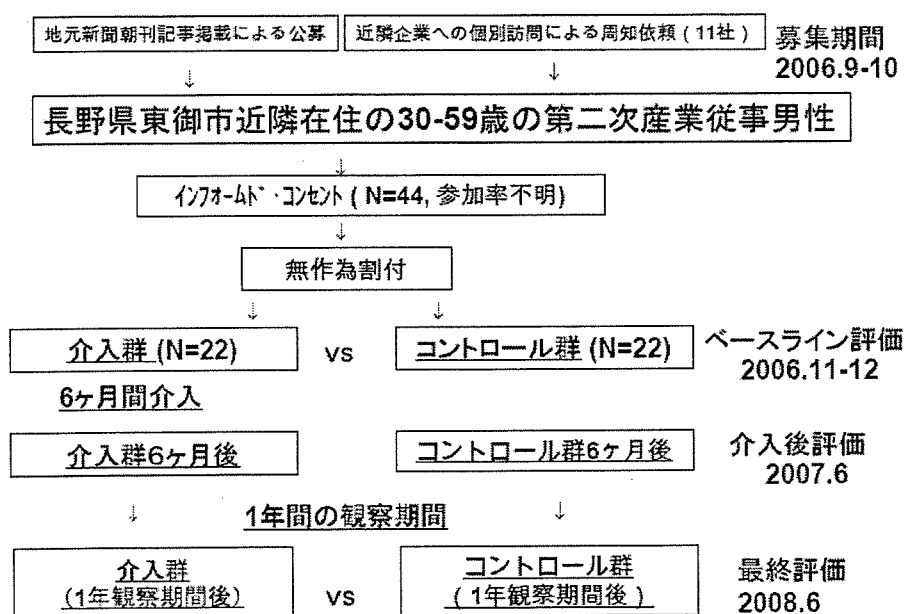 地元新聞朝刊記事掲載による公募
近隣企業への個別訪問による周知依頼（11社）
募集期間
2006.9-10
↓ ↓
長野県東御市近隣在住の30-59歳の第二次産業従事男性
↓
ｲﾝﾌｫｰﾑﾄﾞ・ｺﾝｾﾝﾄ ( N=44, 参加率不明)
↓
無作為割付
↓ ↓
介入群 (N=22)
vs
コントロール群 (N=22)
ベースライン評価
2006.11-12
6ヶ月間介入
介入群6ヶ月後
コントロール群6ヶ月後
介入後評価
2007.6
↓ 1年間の観察期間 ↓
介入群
（1年観察期間後）
vs
コントロール群
（1年観察期間後）
最終評価
2008.6